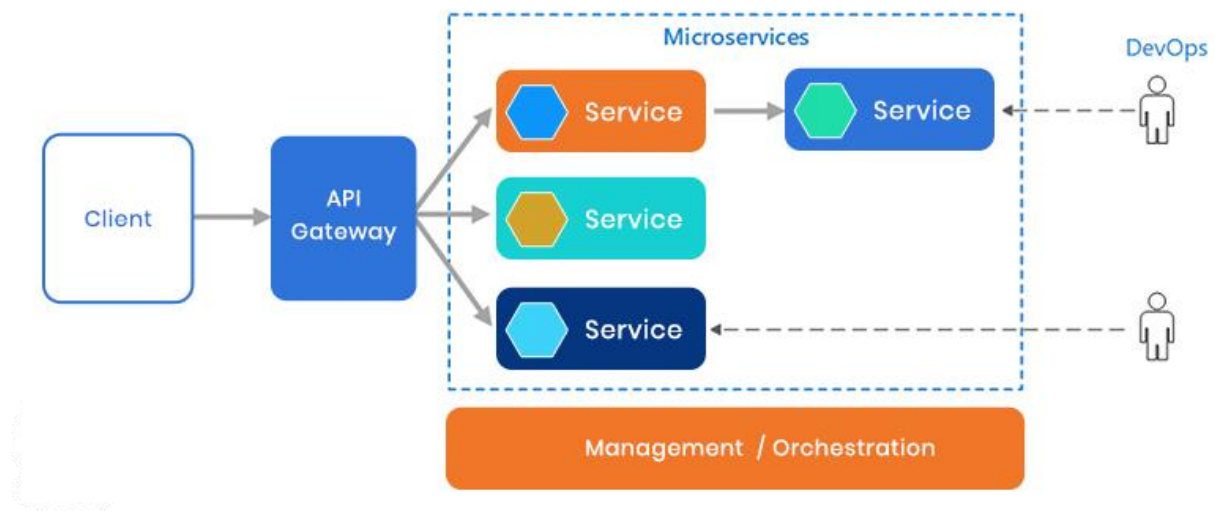 Microservices
DevOps
Service
Service
Client
API
Gateway
Service
Service
Management / Orchestration